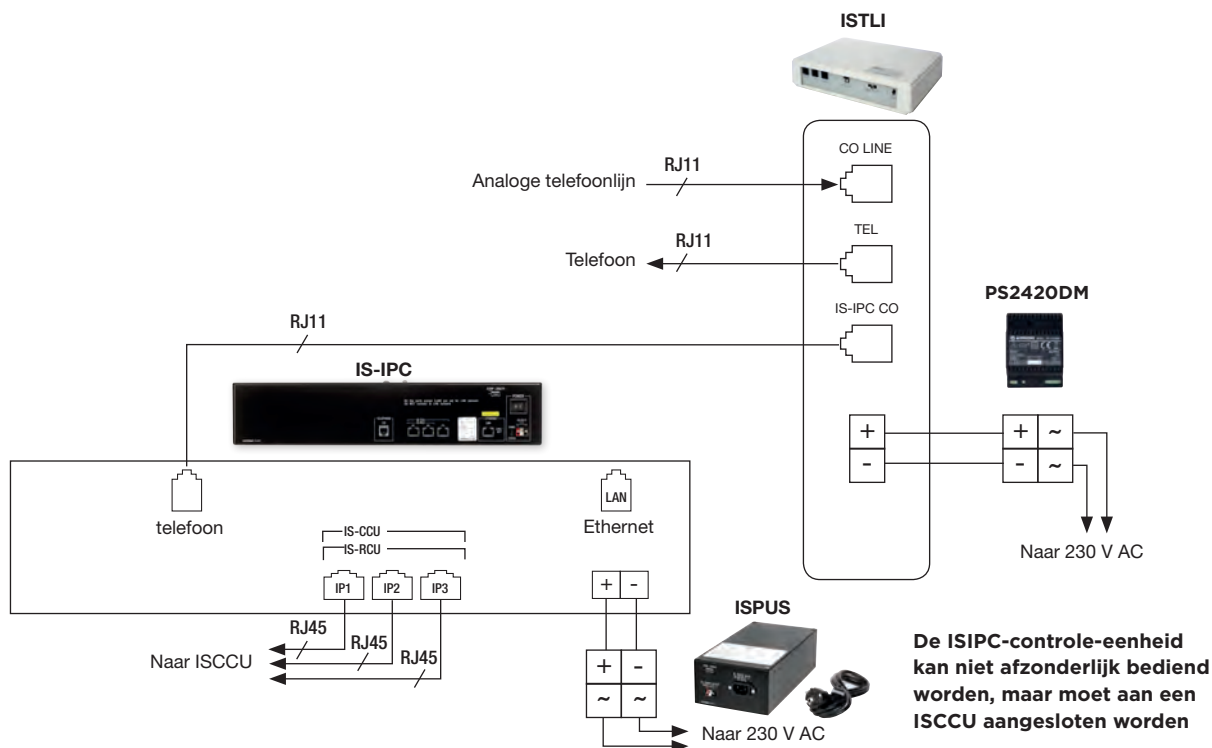 ISTLI
CO LINE
RJ11
Analoge telefoonlijn
TEL
RJ11
Telefoon
PS2420DM
IS-IPC CO
RJ11
IS-IPC
+
-
+ ~
- ~
Naar 230 V AC
telefoon
LAN
Ethernet
IS-CCU
IS-RCU
IP1 IP2 IP3
+ -
RJ45
RJ45
RJ45
Naar ISCCU
ISPUS
+ -
~ ~
Naar 230 V AC
De ISIPC-controle-eenheid
kan niet afzonderlijk bediend
worden, maar moet aan een
ISCCU aangesloten worden